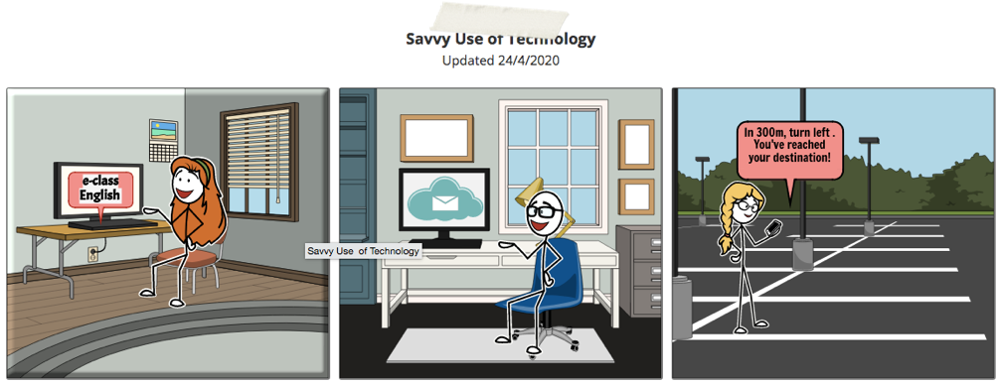 Savvy Use of Technology
Updated 24/4/2020
e-class
English
Savvy Use of Technology
In 300m, turn left .
You've reached
your destination!